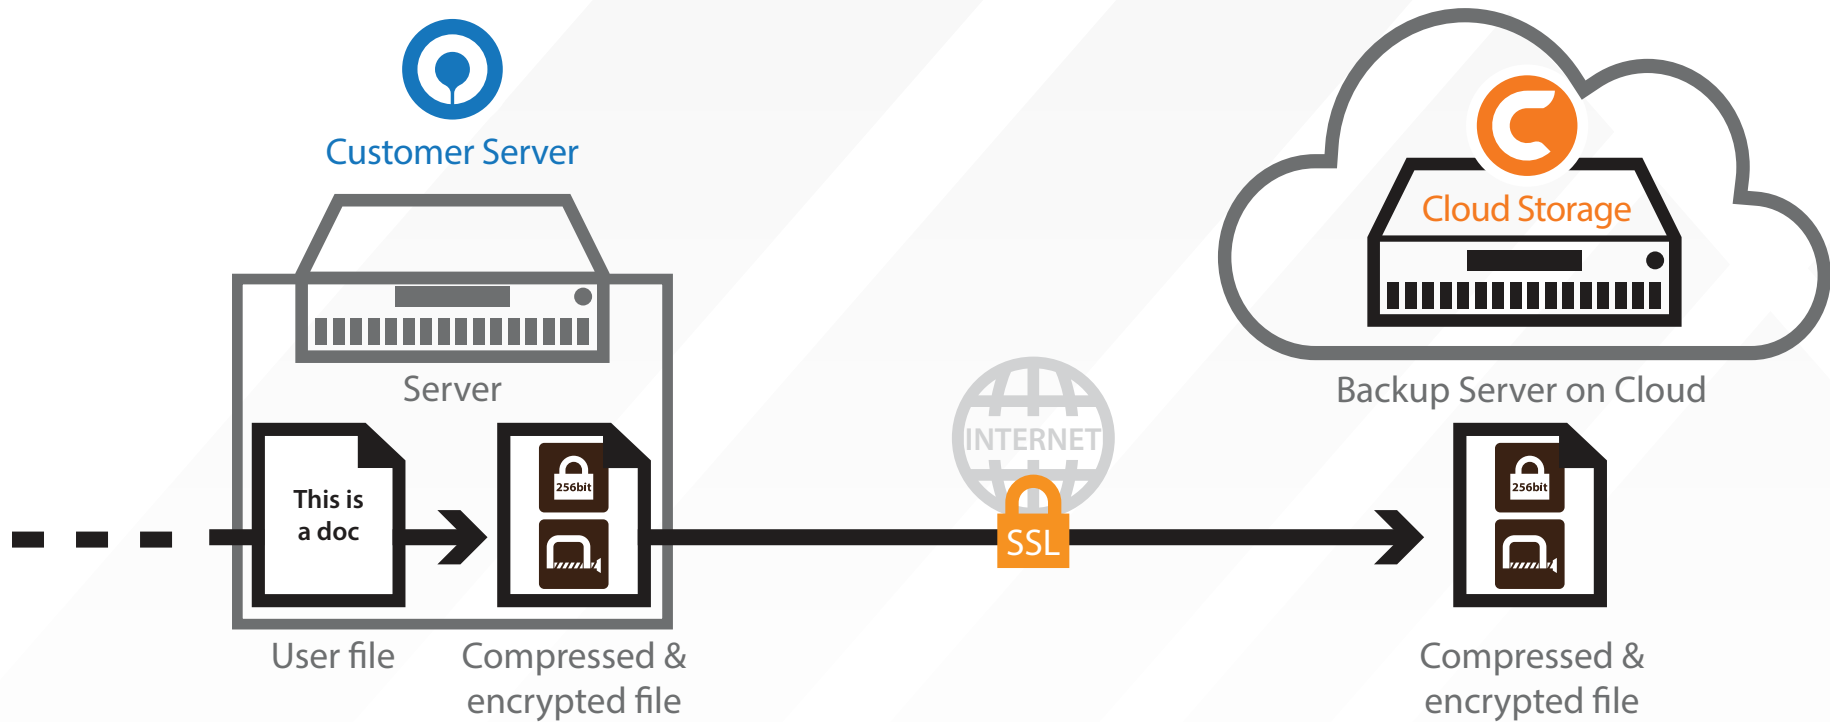 Customer Server
Cloud Storage
Server
Backup Server on Cloud
INTERNET
256bit
256bit
This is
a doc
SSL
User file
Compressed &
encrypted file
Compressed &
encrypted file